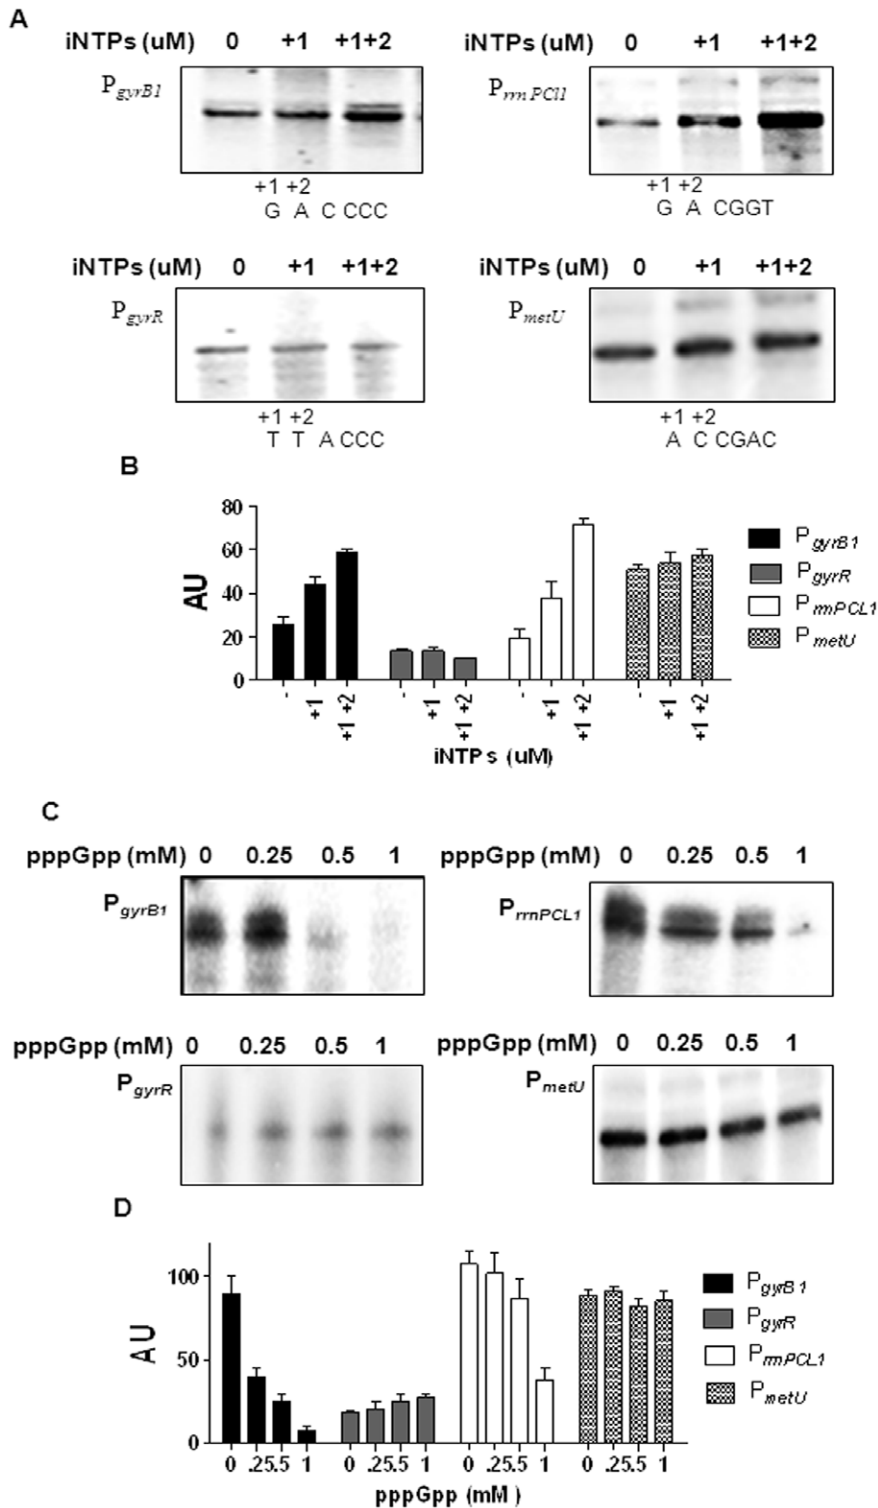 A
iNTPs (uM) 0 +1 +1+2
PgyrB1
+1 +2
G A C CCC
iNTPs (uM) 0 +1 +1+2
Prrn PCl1
+1 +2
G A CGGT
iNTPs (uM) 0 +1 +1+2
PgyrR
+1 +2
T T A CCC
iNTPs (uM) 0 +1 +1+2
PmetU
+1 +2
A C CGAC
B
80
60
40
20
0
AU
- +1 +1 +2 - +1 +1 +2 - +1 +1 +2 - +1 +1 +2
iNTPs (uM)
PgyrB1
PgyrR
PrrnPCL1
PmetU
C
pppGpp (mM) 0 0.25 0.5 1
PgyrB1
pppGpp (mM) 0 0.25 0.5 1
PrrnPCL1
pppGpp (mM) 0 0.25 0.5 1
PgyrR
pppGpp (mM) 0 0.25 0.5 1
PmetU
D
100
50
0
AU
0 .25.5 1 0 .25.5 1 0 .25.5 1 0 .25.5 1
pppGpp (mM )
PgyrB1
PgyrR
PrrnPCL1
PmetU